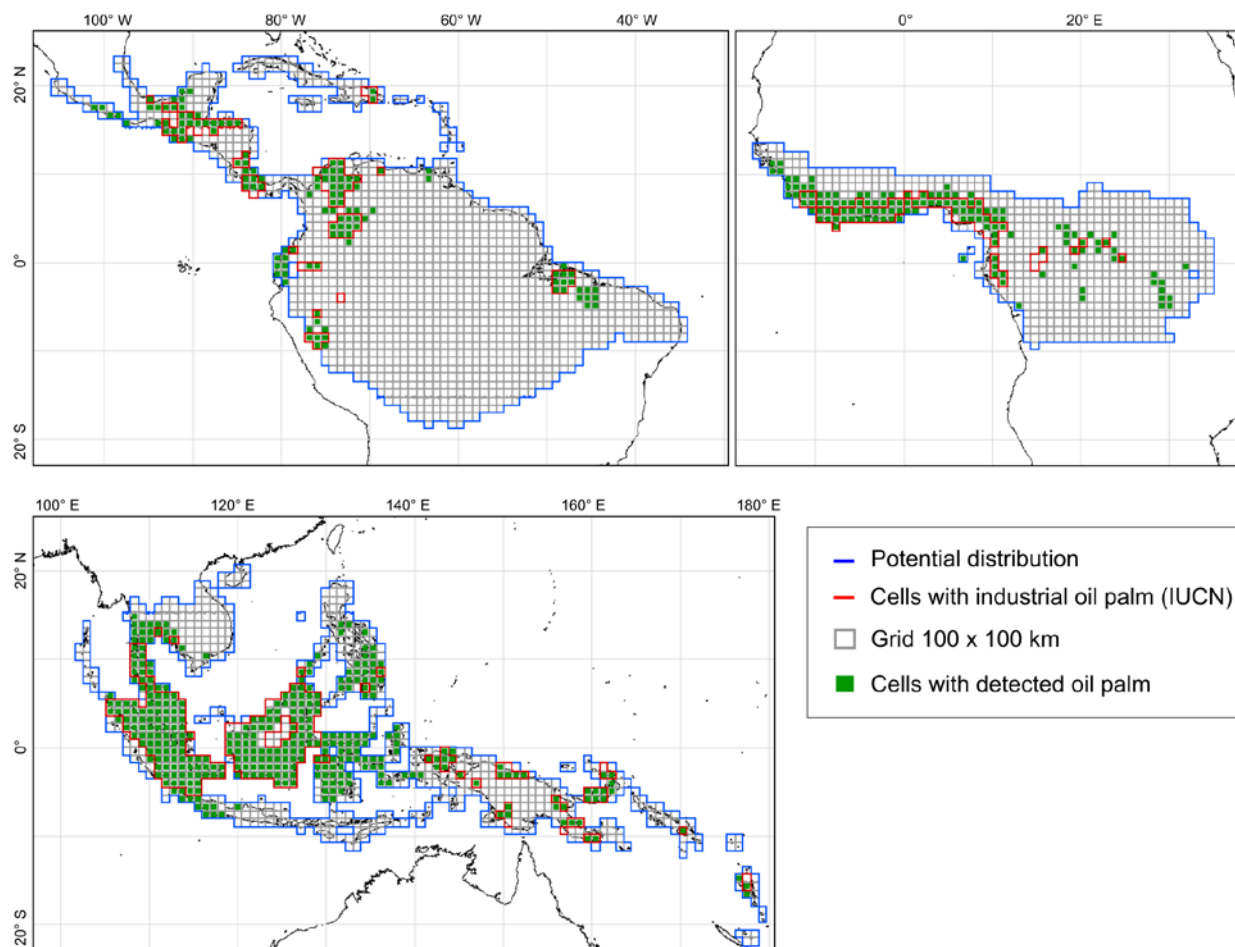 100° W 80° W 60° W 40° W
0° 20° E
20° N
0°
20° S
100° E 120° E 140° E 160° E 180° E
20° N
0°
20° S
Potential distribution
Cells with industrial oil palm (IUCN)
Grid 100 x 100 km
Cells with detected oil palm